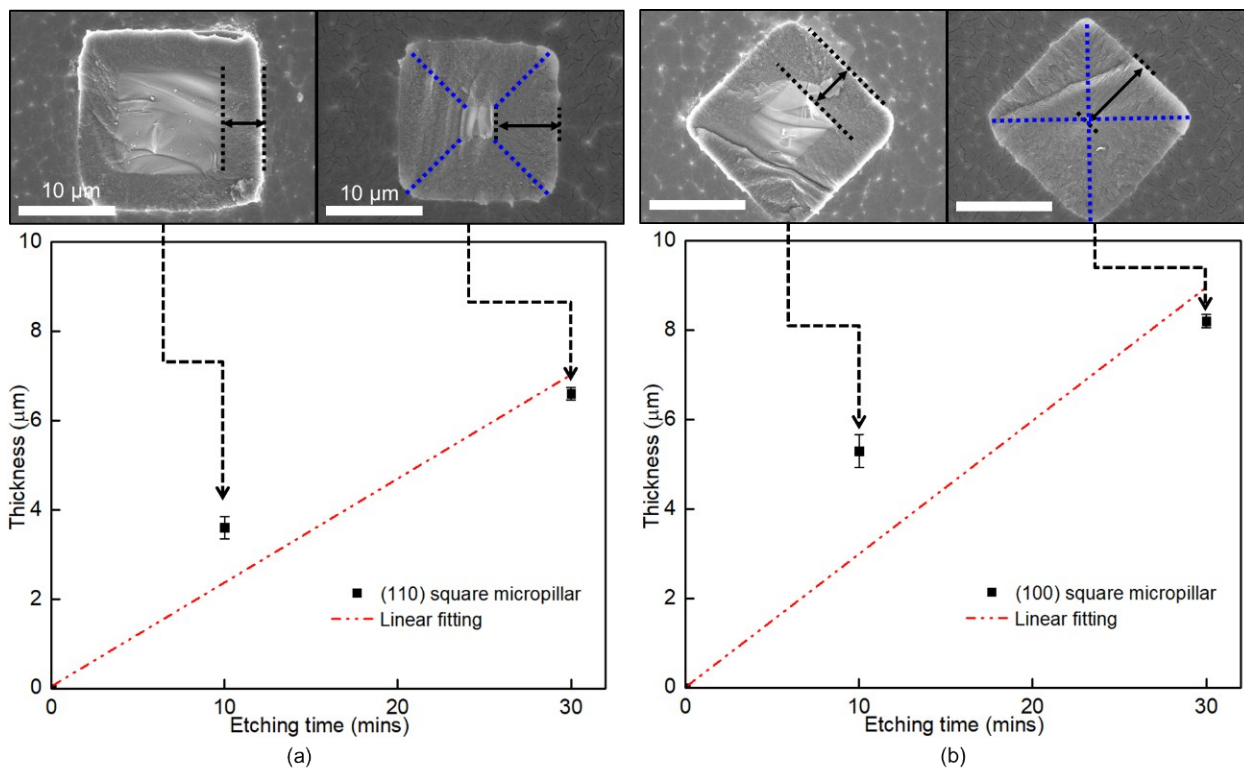 10 µm
10 µm
10
8
6
4
2
0
Thickness (µm)
(110) square micropillar
Linear fitting
0
10
20
30
Etching time (mins)
(a)
10
8
6
4
2
0
Thickness (µm)
(100) square micropillar
Linear fitting
0
10
20
30
Etching time (mins)
(b)